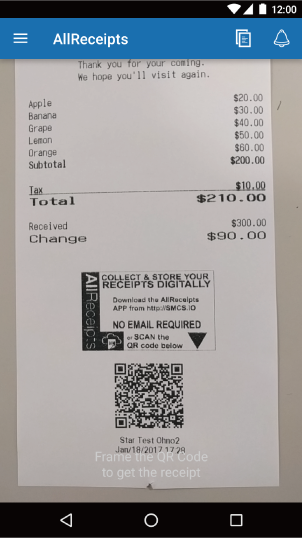 12:00
AllReceipts
Thank you for your coming.
We hope you'll visit again.
Apple $20.00
Banana $30.00
Grape $40.00
Lemon $50.00
Orange $60.00
Subtotal $200.00
Tax $10.00
Total $210.00
Received $300.00
Change $90.00
AllReceipts
COLLECT & STORE YOUR
RECEIPTS DIGITALLY
Download the AllReceipts
APP from http://SMCS.IO
NO EMAIL REQUIRED
or SCAN the
QR code below
Star Test Ohno2
Jan/18/2017 17:29
Frame the QR Code
to get the receipt